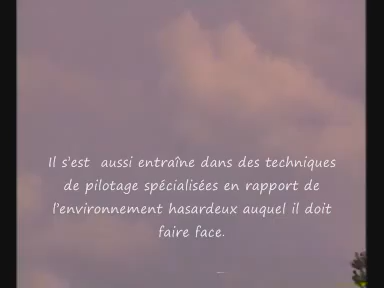 Il s'est aussi entraîne dans des techniques
de pilotage spécialisées en rapport de
l'environnement hasardeux auquel il doit
faire face.